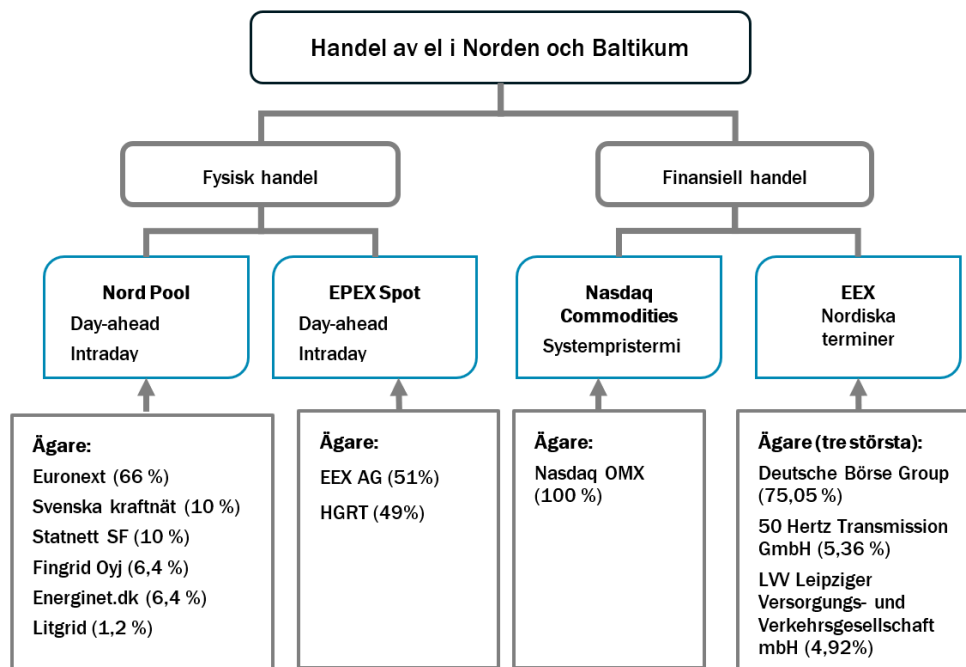 Handel av el i Norden och Baltikum
Fysisk handel
Finansiell handel
Nord Pool
Day-ahead
Intraday
EPEX Spot
Day-ahead
Intraday
Nasdaq
Commodities
Systempristermi
EEX
Nordiska
terminer
Ägare:
Euronext (66 %)
Svenska kraftnät (10 %)
Statnett SF (10 %)
Fingrid Oyj (6,4 %)
Energinet.dk (6,4 %)
Litgrid (1,2 %)
Ägare:
EEX AG (51%)
HGRT (49%)
Ägare:
Nasdaq OMX
(100 %)
Ägare (tre största):
Deutsche Börse Group
(75,05 %)
50 Hertz Transmission
GmbH (5,36 %)
LVV Leipziger
Versorgungs- und
Verkehrsgesellschaft
mbH (4,92%)